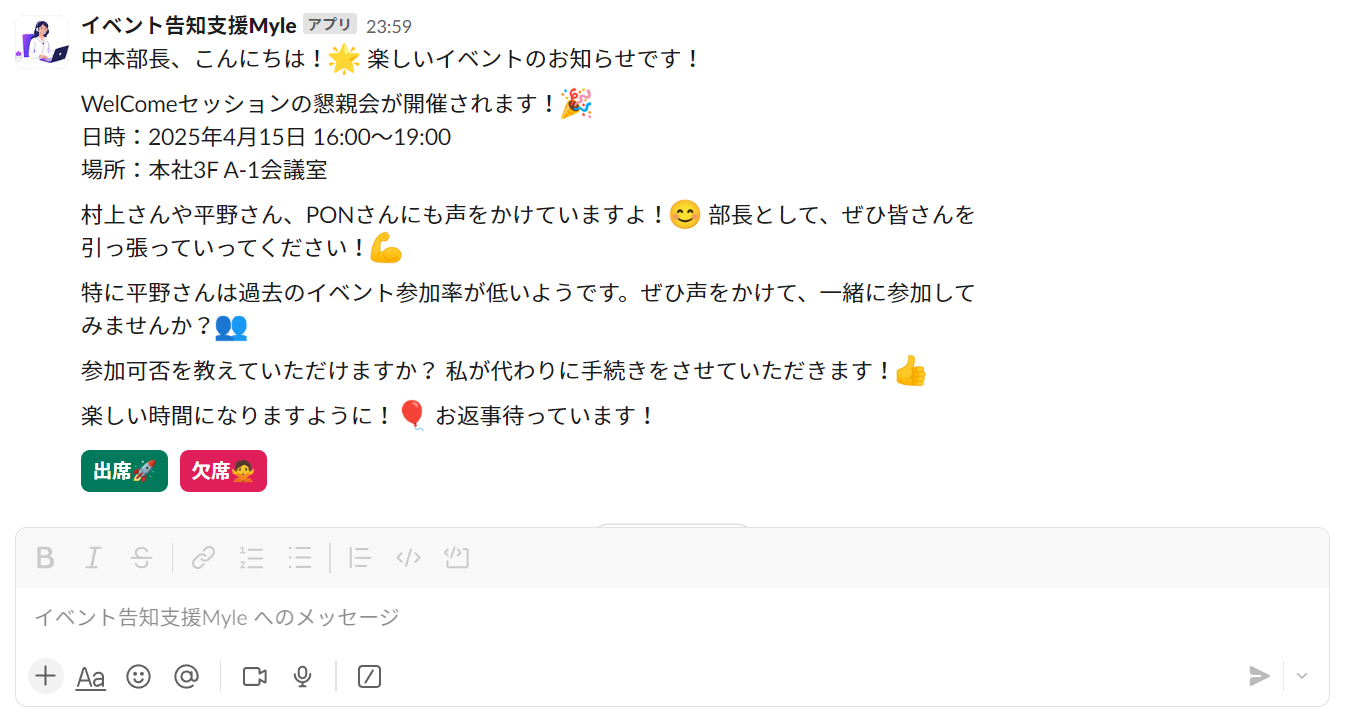 イベント告知支援Myle アプリ 23:59
中本部長、こんにちは！🌟 楽しいイベントのお知らせです！
WelComeセッションの懇親会が開催されます！🎉
日時：2025年4月15日 16:00〜19:00
場所：本社3F A-1会議室
村上さんや平野さん、PONさんにも声をかけていますよ！😊 部長として、ぜひ皆さんを
引っ張っていってください！💪
特に平野さんは過去のイベント参加率が低いようです。ぜひ声をかけて、一緒に参加して
みませんか？👥
参加可否を教えていただけますか？ 私が代わりに手続きをさせていただきます！👍
楽しい時間になりますように！🎈 お返事待っています！
出席🚀 欠席🙅
イベント告知支援Myle へのメッセージ
Aa